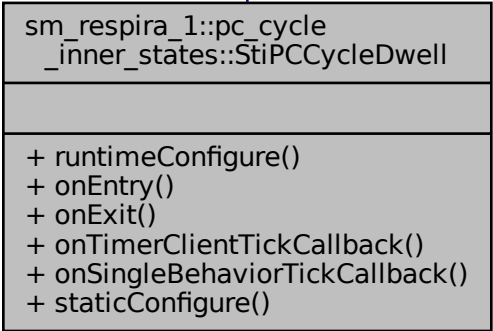 sm_respira_1::pc_cycle
_inner_states::StiPCCycleDwell
+ runtimeConfigure()
+ onEntry()
+ onExit()
+ onTimerClientTickCallback()
+ onSingleBehaviorTickCallback()
+ staticConfigure()